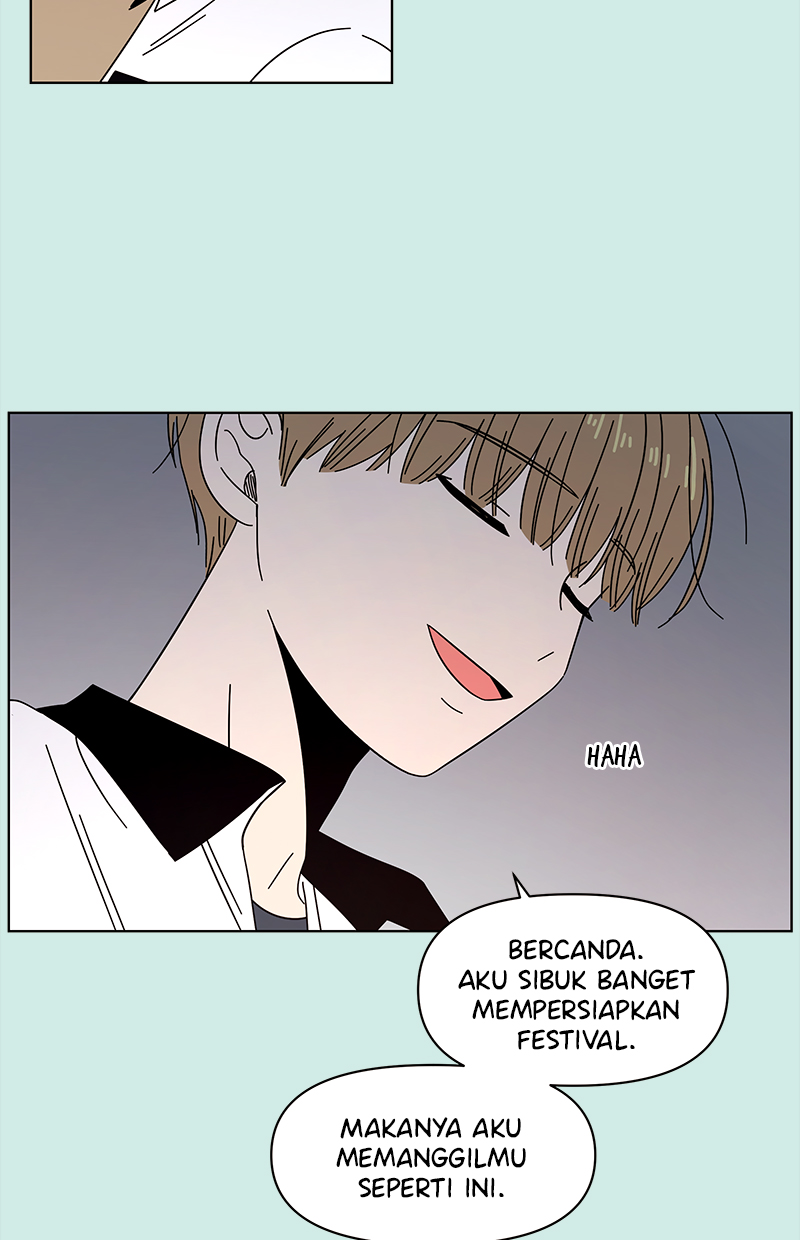 HAHA
BERCANDA.
AKU SIBUK BANGET
MEMPERSIAPKAN
FESTIVAL.
MAKANYA AKU
MEMANGGILMU
SEPERTI INI.